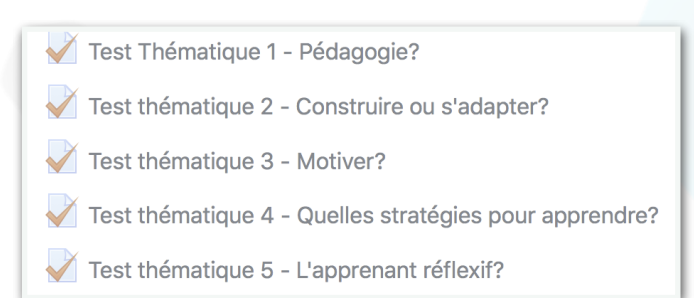 Test Thématique 1 - Pédagogie?
Test thématique 2 - Construire ou s'adapter?
Test thématique 3 - Motiver?
Test thématique 4 - Quelles stratégies pour apprendre?
Test thématique 5 - L'apprenant réflexif?